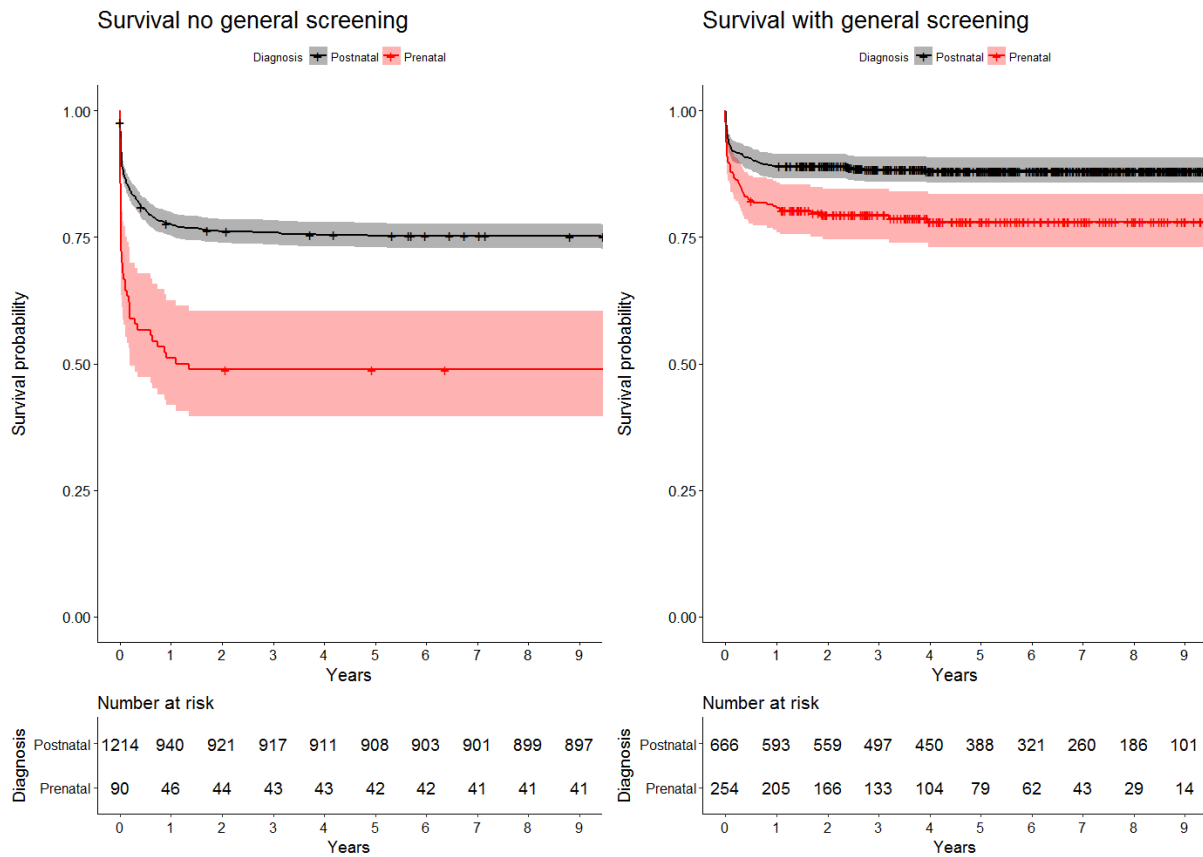 Survival no general screening
Diagnosis Postnatal Prenatal
Survival probability
1.00
0.75
0.50
0.25
0.00
0 1 2 3 4 5 6 7 8 9
Years
Number at risk
Diagnosis
Postnatal 1214 940 921 917 911 908 903 901 899 897
Prenatal 90 46 44 43 43 42 42 41 41 41
0 1 2 3 4 5 6 7 8 9
Years
Survival with general screening
Diagnosis Postnatal Prenatal
Survival probability
1.00
0.75
0.50
0.25
0.00
0 1 2 3 4 5 6 7 8 9
Years
Number at risk
Diagnosis
Postnatal 666 593 559 497 450 388 321 260 186 101
Prenatal 254 205 166 133 104 79 62 43 29 14
0 1 2 3 4 5 6 7 8 9
Years